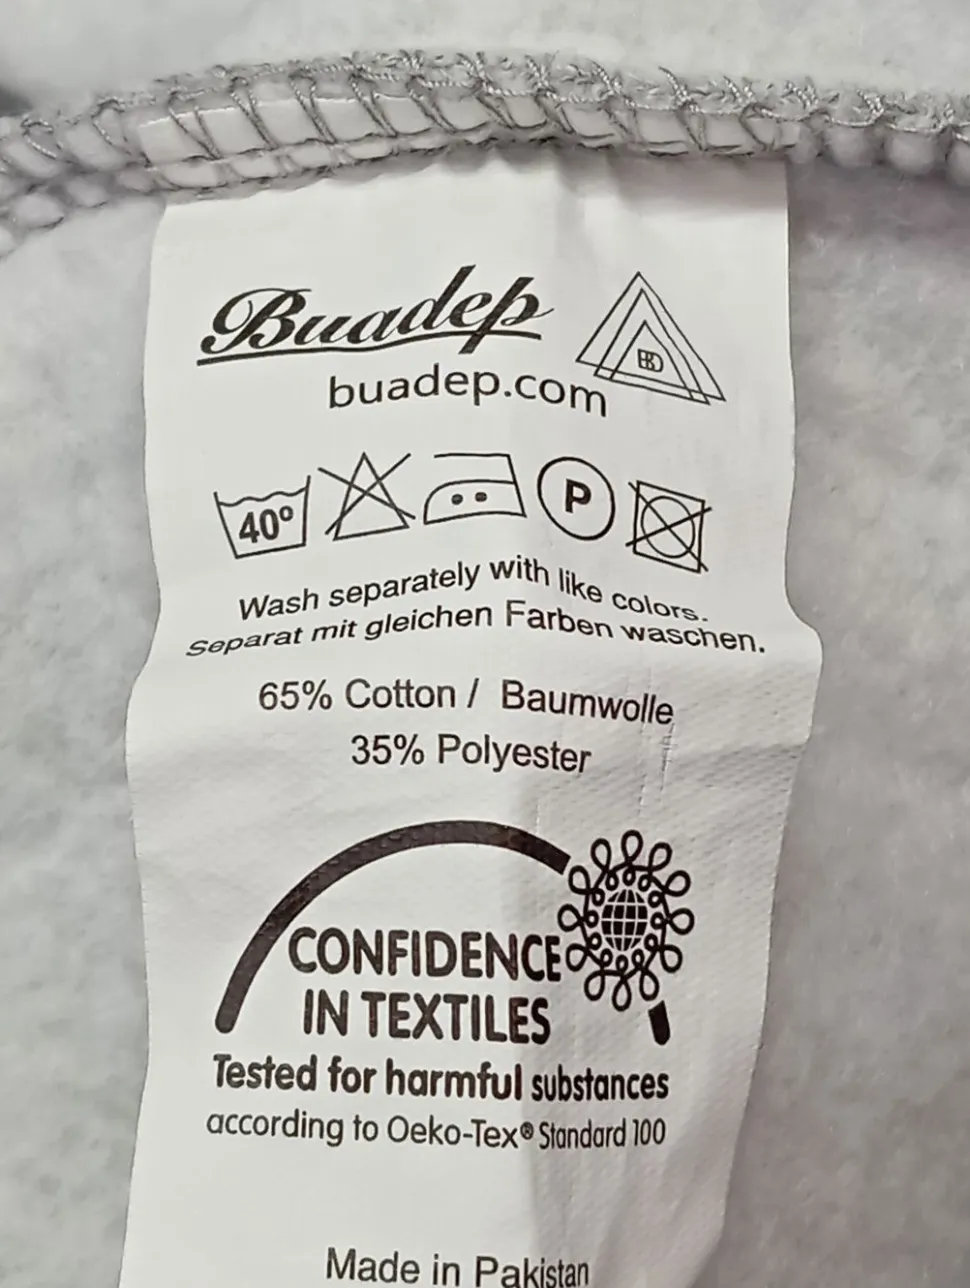 Buadep
BD
buadep.com
40°
P
Wash separately with like colors.
Separat mit gleichen Farben waschen.
65% Cotton / Baumwolle
35% Polyester
CONFIDENCE
IN TEXTILES
Tested for harmful substances
according to Oeko-Tex® Standard 100
Made in Pakistan